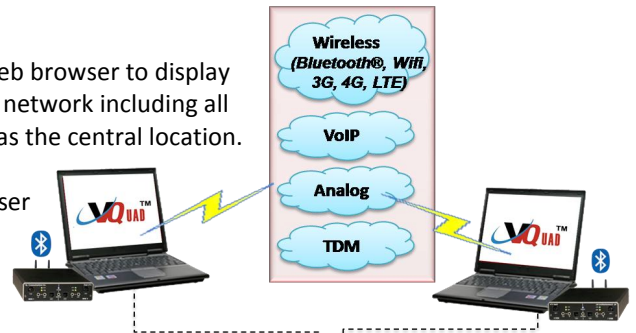 eb browser to display
network including all
as the central location.
ser
Wireless
(Bluetooth®, Wifi,
3G, 4G, LTE)
VoIP
Analog
TDM
VQUAD™
VQUAD™